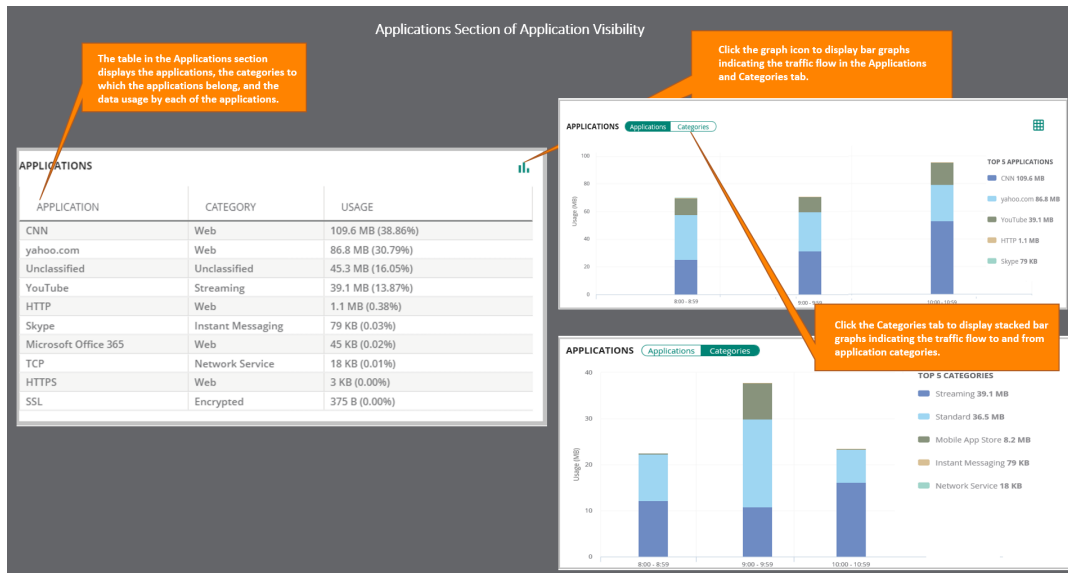 Applications Section of Application Visibility
The table in the Applications section
displays the applications, the categories to
which the applications belong, and the
data usage by each of the applications.
Click the graph icon to display bar graphs
indicating the traffic flow in the Applications
and Categories tab.
APPLICATIONS
APPLICATION CATEGORY USAGE
CNN Web 109.6 MB (38.86%)
yahoo.com Web 86.8 MB (30.79%)
Unclassified Unclassified 45.3 MB (16.05%)
YouTube Streaming 39.1 MB (13.87%)
HTTP Web 1.1 MB (0.38%)
Skype Instant Messaging 79 KB (0.03%)
Microsoft Office 365 Web 45 KB (0.02%)
TCP Network Service 18 KB (0.01%)
HTTPS Web 3 KB (0.00%)
SSL Encrypted 375 B (0.00%)
APPLICATIONS Applications Categories
100
80
60
40
20
0
Usage (MB)
8:00 - 8:59
10:00 - 10:59
TOP 5 APPLICATIONS
CNN 109.6 MB
yahoo.com 86.8 MB
YouTube 39.1 MB
HTTP 1.1 MB
Skype 79 KB
Click the Categories tab to display stacked bar
graphs indicating the traffic flow to and from
application categories.
APPLICATIONS Applications Categories
40
30
20
10
0
Usage (MB)
8:00 - 8:59 9:00 - 9:59 10:00 - 10:59
TOP 5 CATEGORIES
Streaming 39.1 MB
Standard 36.5 MB
Mobile App Store 8.2 MB
Instant Messaging 79 KB
Network Service 18 KB